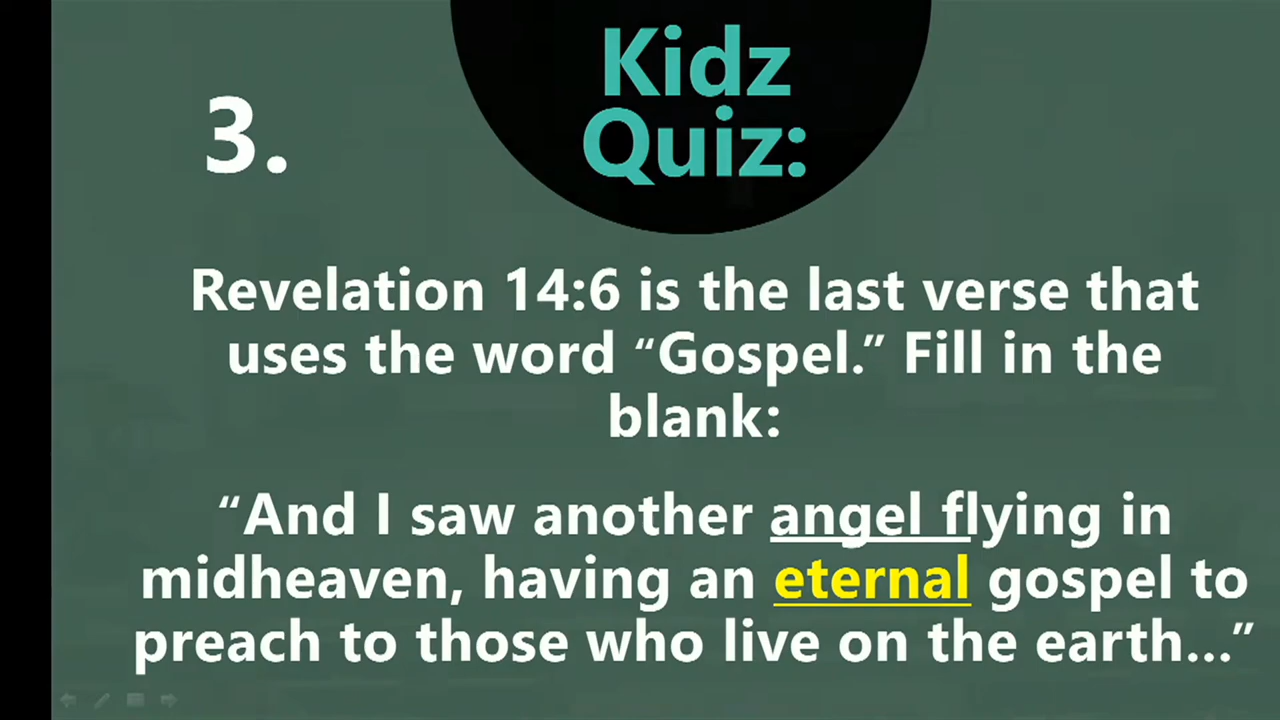 Kidz
Quiz:
3.
Revelation 14:6 is the last verse that
uses the word “Gospel.” Fill in the
blank:
“And I saw another angel flying in
midheaven, having an eternal gospel to
preach to those who live on the earth...”